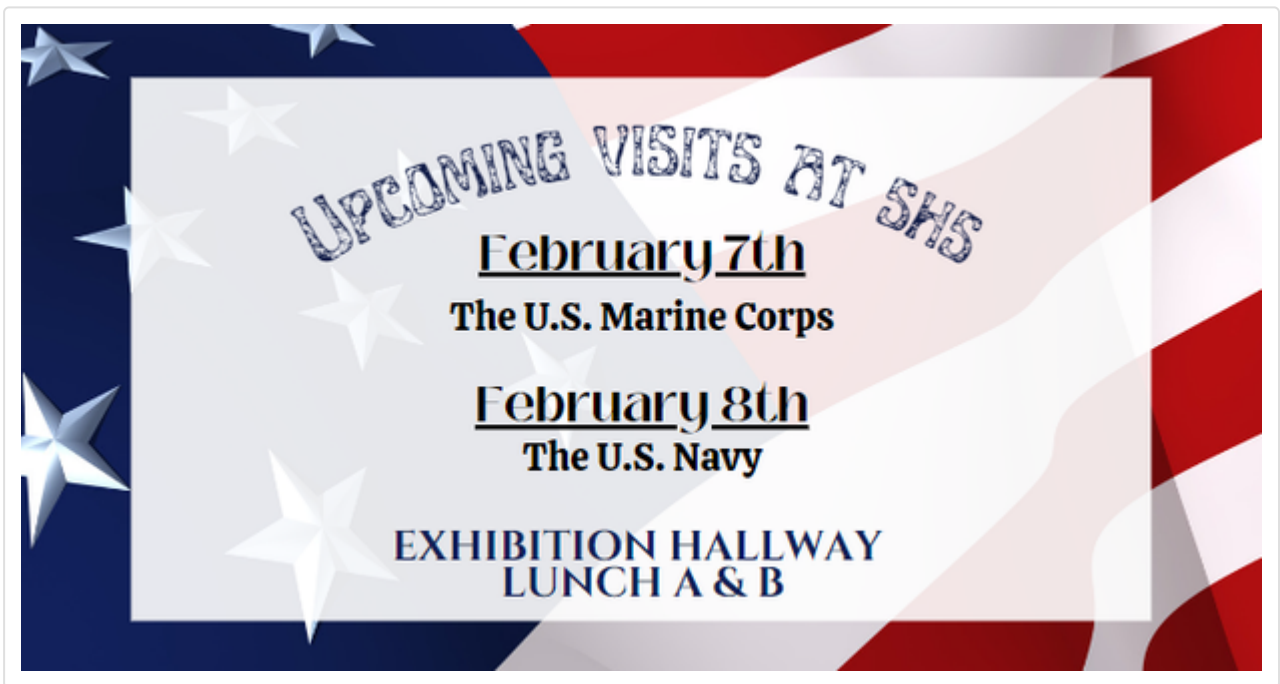 Upcoming visits at SHS
February 7th
The U.S. Marine Corps
February 8th
The U.S. Navy
EXHIBITION HALLWAY
LUNCH A & B